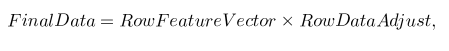 FinalData = RowFeatureVector × RowDataAdjust,